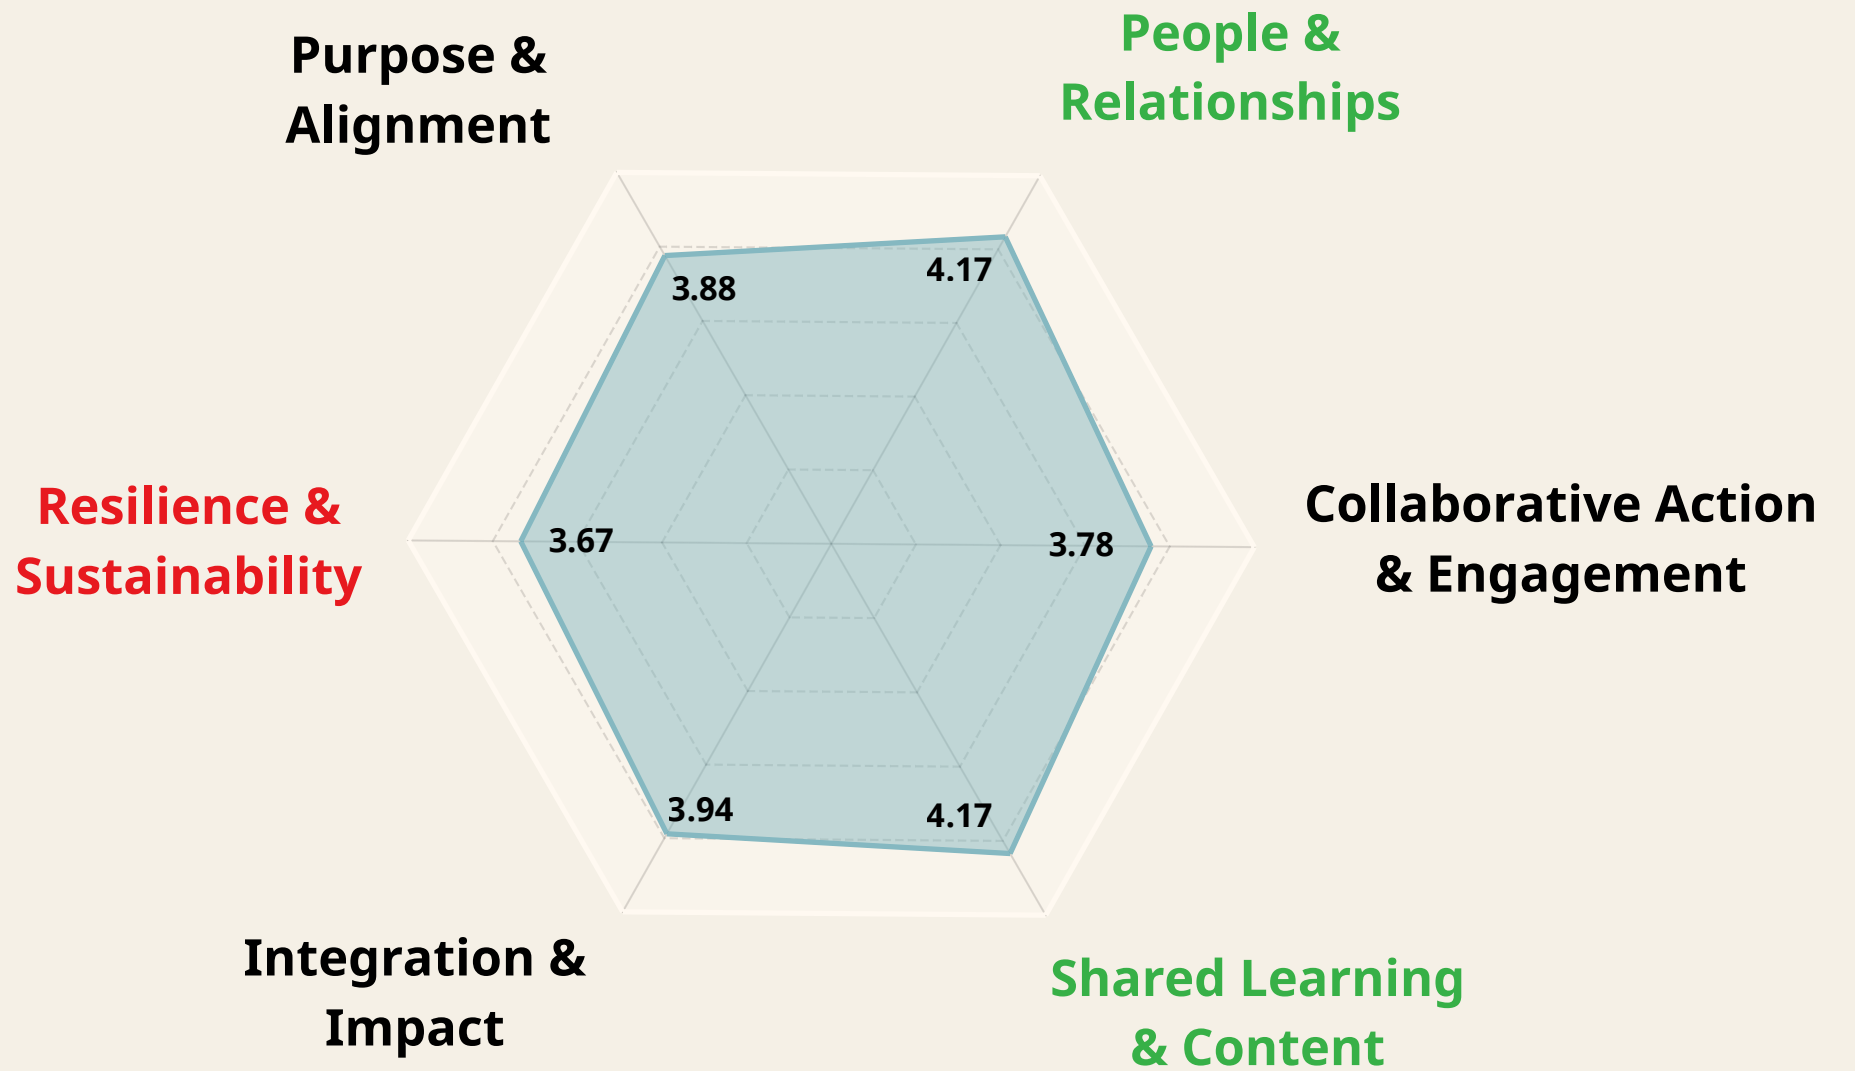 Purpose &
Alignment
People &
Relationships
3.88
4.17
Resilience &
Sustainability
3.67
3.78
Collaborative Action
& Engagement
3.94
4.17
Integration &
Impact
Shared Learning
& Content